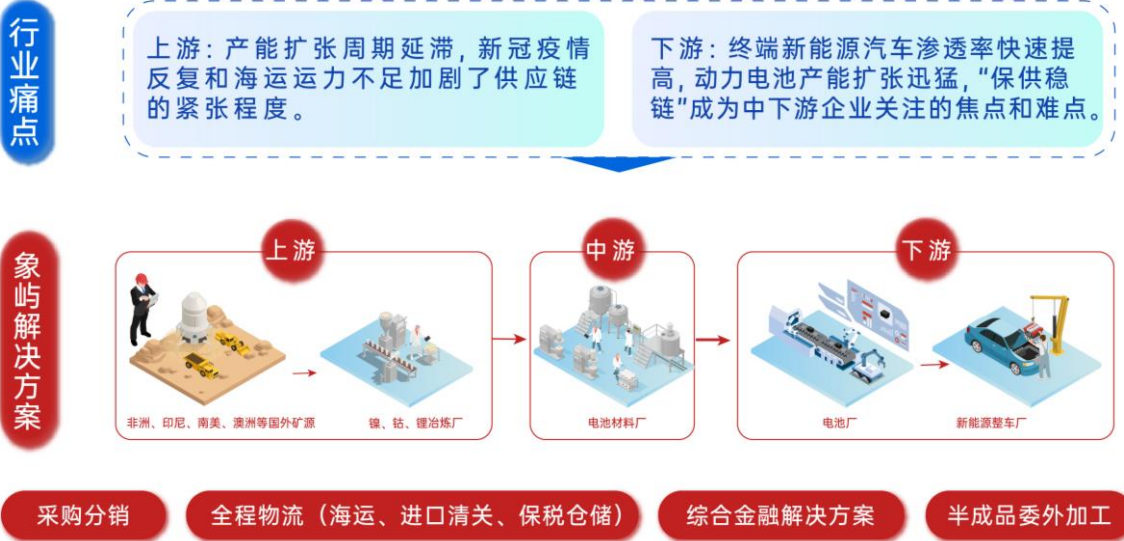 行业痛点
上游：产能扩张周期延滞，新冠疫情
反复和海运运力不足加剧了供应链
的紧张程度。
下游：终端新能源汽车渗透率快速提
高，动力电池产能扩张迅猛，“保供稳
链”成为中下游企业关注的焦点和难点。
象屿解决方案
上游
中游
下游
非洲、印尼、南美、澳洲等国外矿源
镍、钴、锂冶炼厂
电池材料厂
电池厂
新能源整车厂
采购分销
全程物流（海运、进口清关、保税仓储）
综合金融解决方案
半成品委外加工